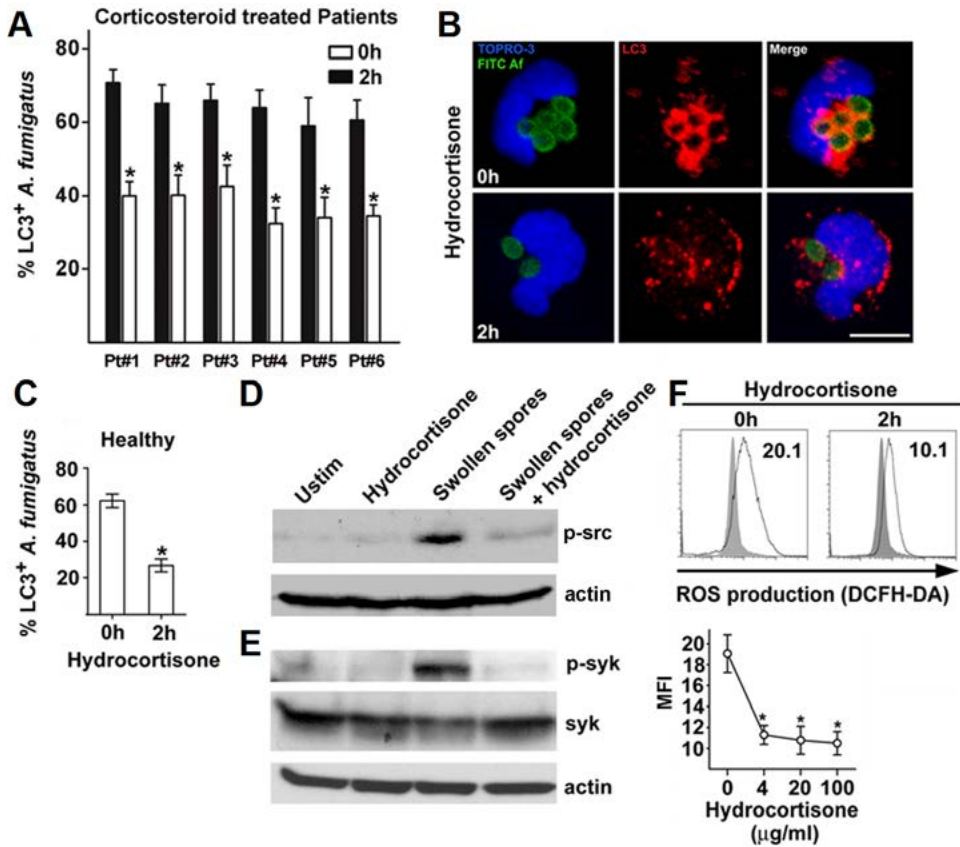 A
Corticosteroid treated Patients
% LC3+ A. fumigatus
80
60
40
20
0h
2h
*
*
*
*
*
*
Pt#1 Pt#2 Pt#3 Pt#4 Pt#5 Pt#6
B
Hydrocortisone
TOPRO-3
FITC Af
LC3
Merge
0h
2h
C
Healthy
% LC3+ A. fumigatus
80
60
40
20
*
0h 2h
Hydrocortisone
D
Ustim
Hydrocortisone
Swollen spores
Swollen spores
+ hydrocortisone
p-src
actin
E
p-syk
syk
actin
F
Hydrocortisone
0h
2h
20.1
10.1
ROS production (DCFH-DA)
MFI
20
18
16
14
12
10
* * *
0 4 20 100
Hydrocortisone
(μg/ml)